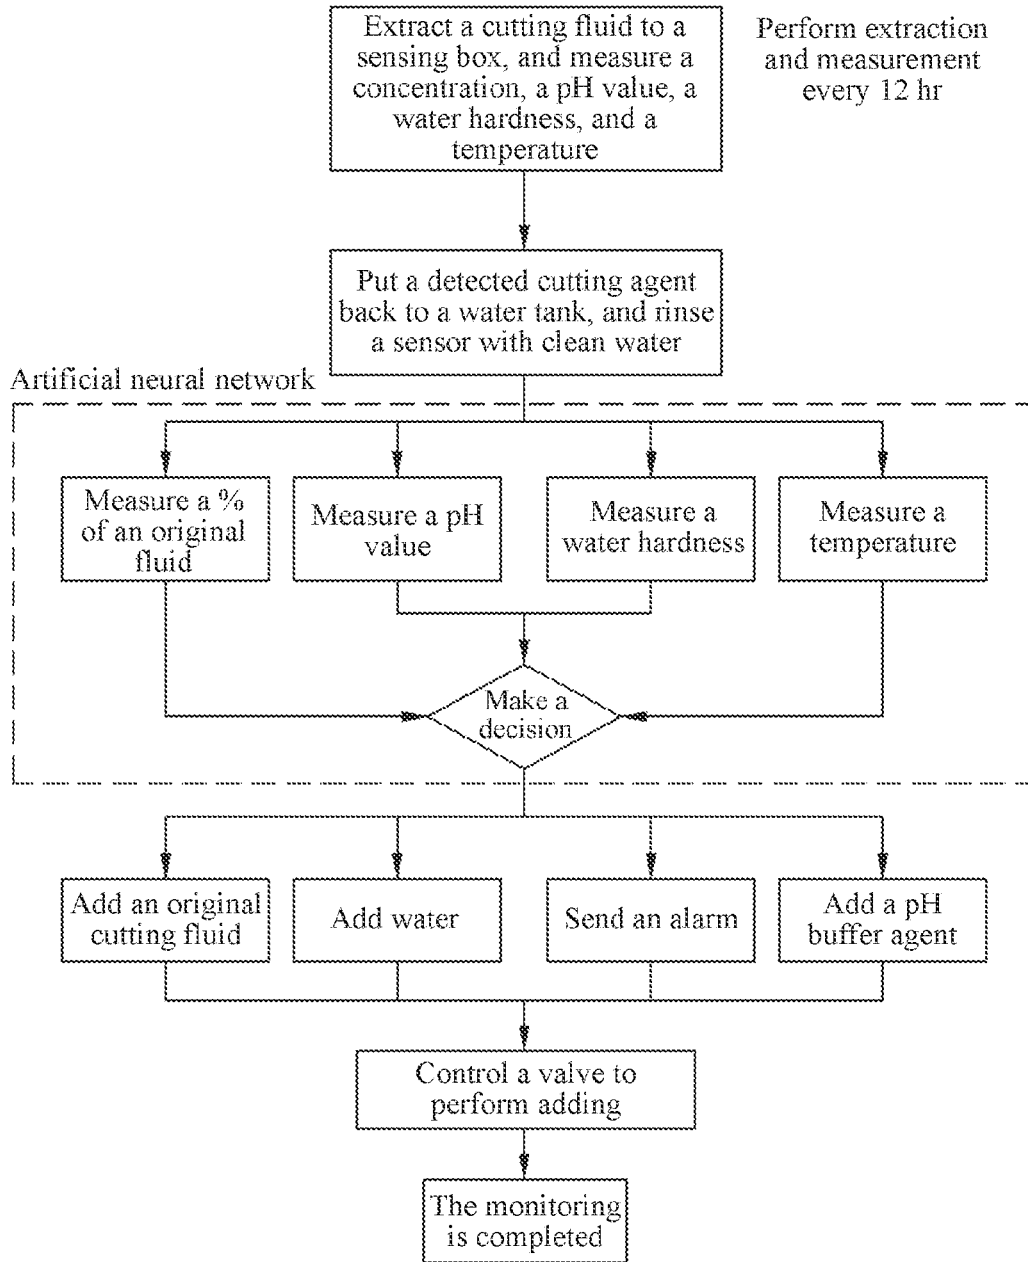 Extract a cutting fluid to a
sensing box, and measure a
concentration, a pH value, a
water hardness, and a
temperature
Perform extraction
and measurement
every 12 hr
Put a detected cutting agent
back to a water tank, and rinse
a sensor with clean water
Artificial neural network
Measure a %
of an original
fluid
Measure a pH
value
Measure a
water hardness
Measure a
temperature
Make a
decision
Add an original
cutting fluid
Add water
Send an alarm
Add a pH
buffer agent
Control a valve to
perform adding
The monitoring
is completed